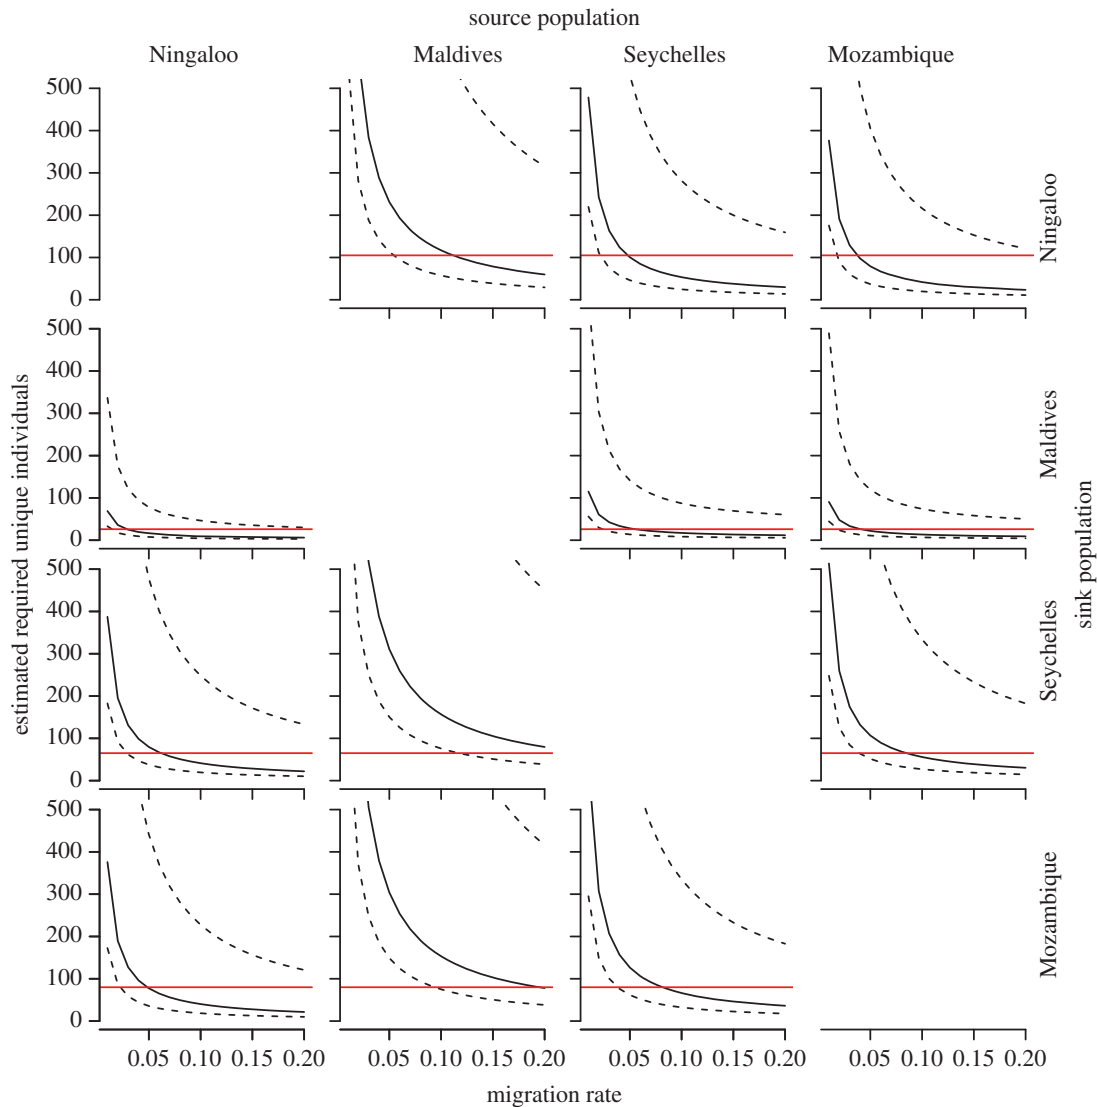 source population
Ningaloo Maldives Seychelles Mozambique
500
400
300
200
100
0
Ningaloo
500
400
300
200
100
0
Maldives
500
400
300
200
100
0
Seychelles
500
400
300
200
100
0
Mozambique
estimated required unique individuals
sink population
0.05 0.10 0.15 0.20 0.05 0.10 0.15 0.20 0.05 0.10 0.15 0.20 0.05 0.10 0.15 0.20
migration rate